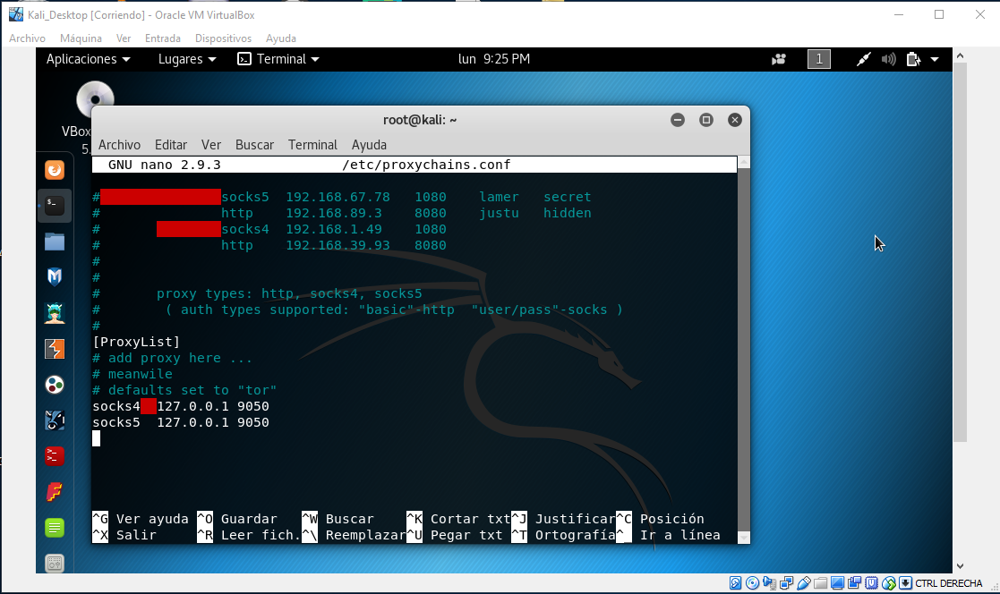 Kali_Desktop [Corriendo] - Oracle VM VirtualBox
Archivo Máquina Ver Entrada Dispositivos Ayuda
Aplicaciones Lugares Terminal lun 9:25 PM 1
VBox
5.
root@kali: ~
Archivo Editar Ver Buscar Terminal Ayuda
GNU nano 2.9.3 /etc/proxychains.conf
# socks5 192.168.67.78 1080 lamer secret
# http 192.168.89.3 8080 justu hidden
# socks4 192.168.1.49 1080
# http 192.168.39.93 8080
#
#
# proxy types: http, socks4, socks5
# ( auth types supported: "basic"-http "user/pass"-socks )
#
[ProxyList]
# add proxy here ...
# meanwile
# defaults set to "tor"
socks4 127.0.0.1 9050
socks5 127.0.0.1 9050
^G Ver ayuda ^O Guardar ^W Buscar ^K Cortar txt ^J Justificar ^C Posición
^X Salir ^R Leer fich. ^\ Reemplazar ^U Pegar txt ^T Ortografía ^_ Ir a línea
CTRL DERECHA